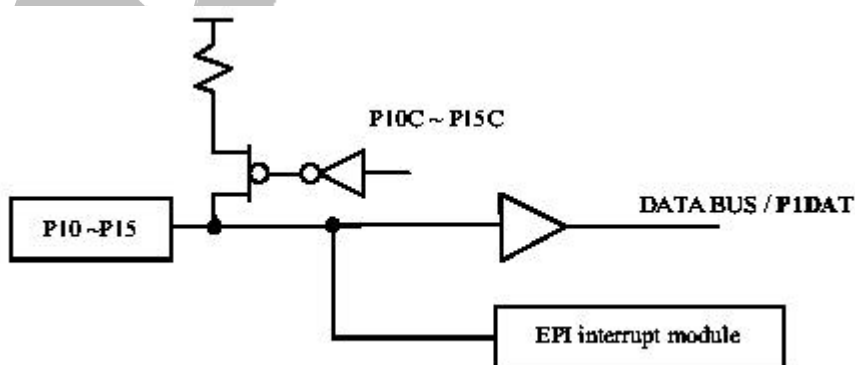 P10C ~ P15C
DATA BUS / P1DAT
P10 ~P15
EPI interrupt module